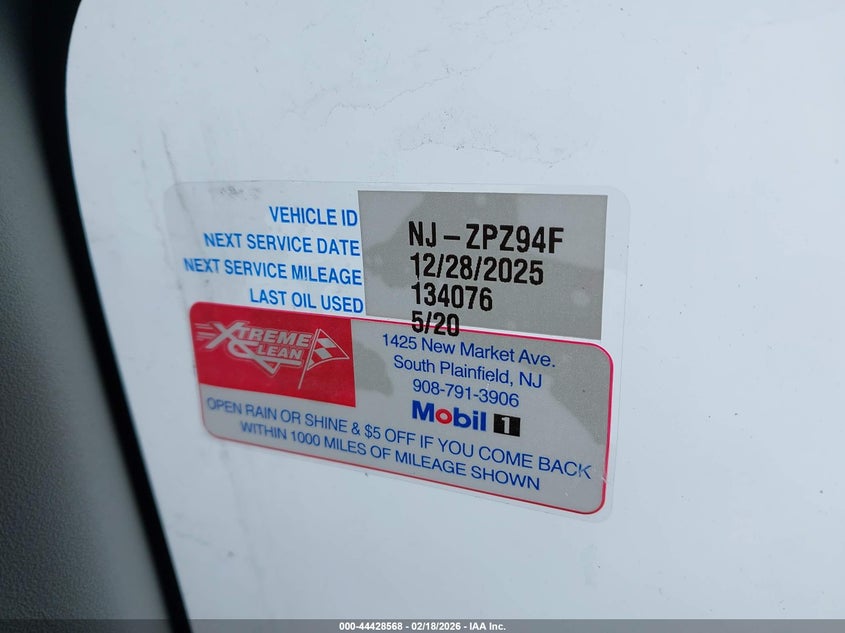 VEHICLE ID NJ-ZPZ94F
NEXT SERVICE DATE 12/28/2025
NEXT SERVICE MILEAGE 134076
LAST OIL USED 5/20
XTREME CLEAN
1425 New Market Ave.
South Plainfield, NJ
908-791-3906
Mobil 1
OPEN RAIN OR SHINE & $5 OFF IF YOU COME BACK
WITHIN 1000 MILES OF MILEAGE SHOWN
000-44428568 — 02/18/2026 — IAA Inc.